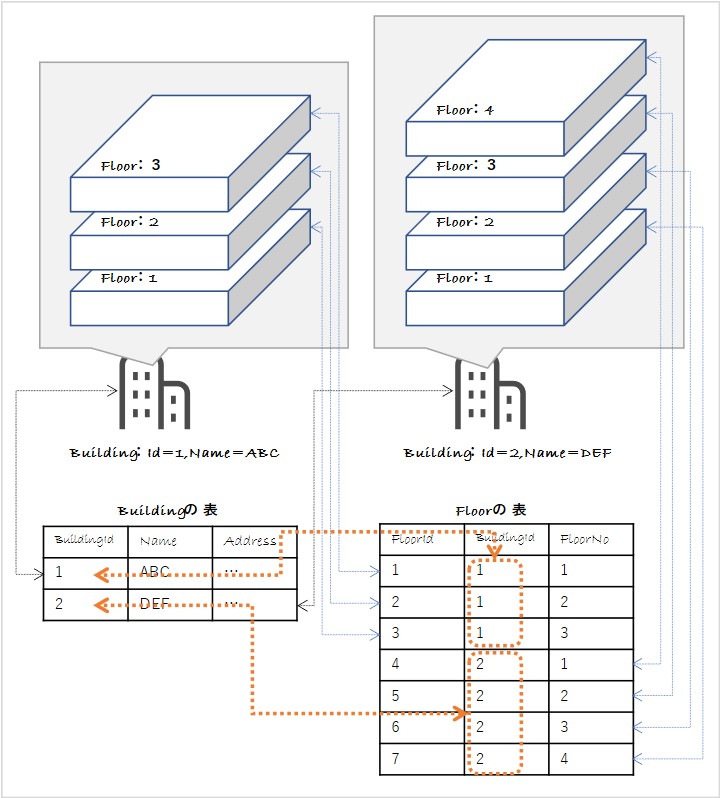 Floor: 3
Floor: 2
Floor: 1
Floor: 4
Floor: 3
Floor: 2
Floor: 1
Building: Id=1,Name=ABC
Building: Id=2,Name=DEF
Buildingの 表
BuildingId Name Address
1 ABC …
2 DEF …
Floorの 表
FloorId BuildingId FloorNo
1 1 1
2 1 2
3 1 3
4 2 1
5 2 2
6 2 3
7 2 4